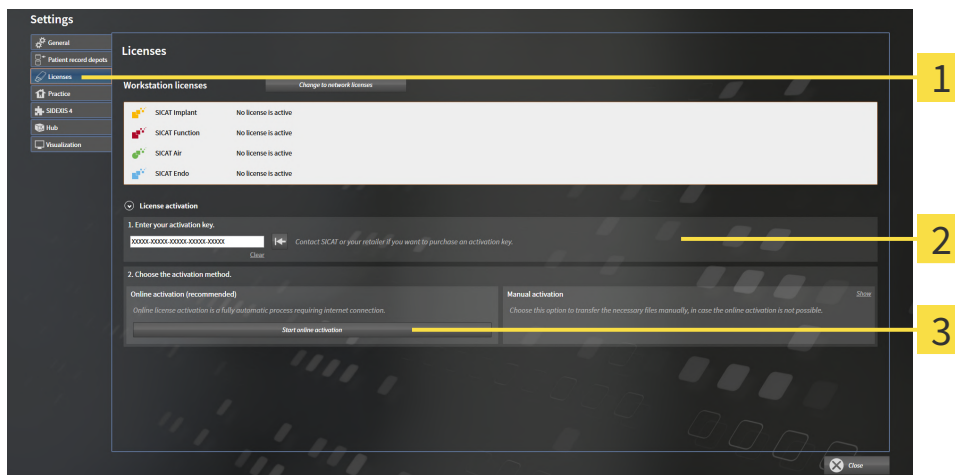 Settings
General
Patient record depots
Licenses
Practice
SIDEXIS 4
Hub
Visualization
Licenses
Workstation licenses Change to network licenses
SICAT Implant No license is active
SICAT Function No license is active
SICAT Air No license is active
SICAT Endo No license is active
License activation
1. Enter your activation key.
XXXXX-XXXXX-XXXXX-XXXXX-XXXXX Contact SICAT or your retailer if you want to purchase an activation key.
Clear
2. Choose the activation method.
Online activation (recommended) Manual activation Show
Online license activation is a fully automatic process requiring internet connection. Choose this option to transfer the necessary files manually, in case the online activation is not possible.
Start online activation
Close
1
2
3